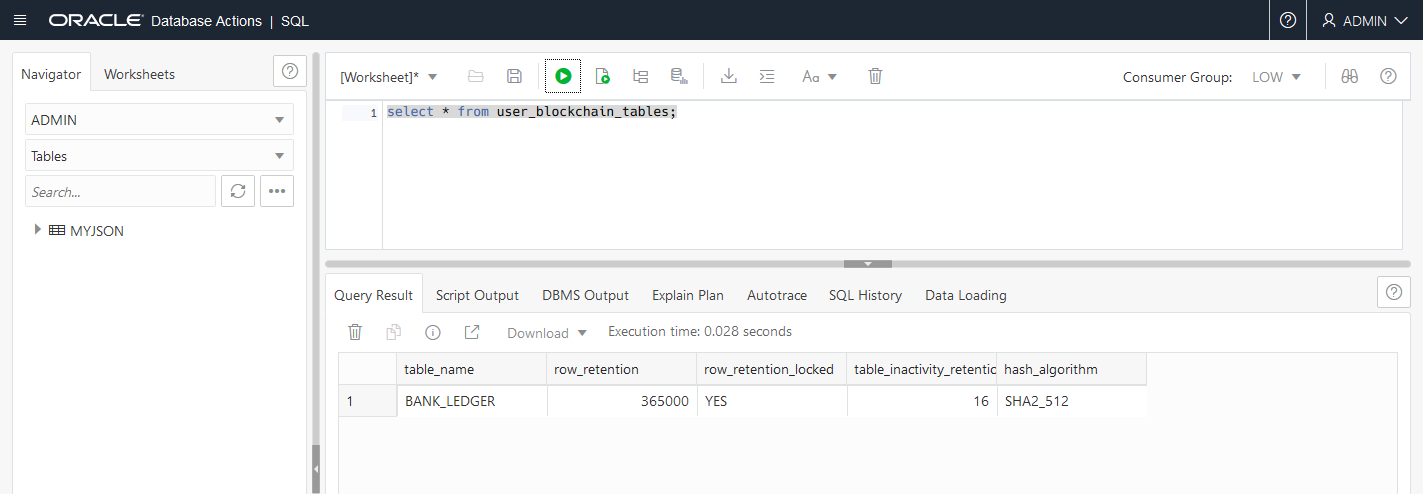 ORACLE Database Actions | SQL
ADMIN
Navigator
Worksheets
ADMIN
Tables
Search...
MYJSON
[Worksheet]*
Aa
Consumer Group: LOW
1 select * from user_blockchain_tables;
Query Result Script Output DBMS Output Explain Plan Autotrace SQL History Data Loading
Download Execution time: 0.028 seconds
table_name row_retention row_retention_locked table_inactivity_retentic hash_algorithm
1 BANK_LEDGER 365000 YES 16 SHA2_512